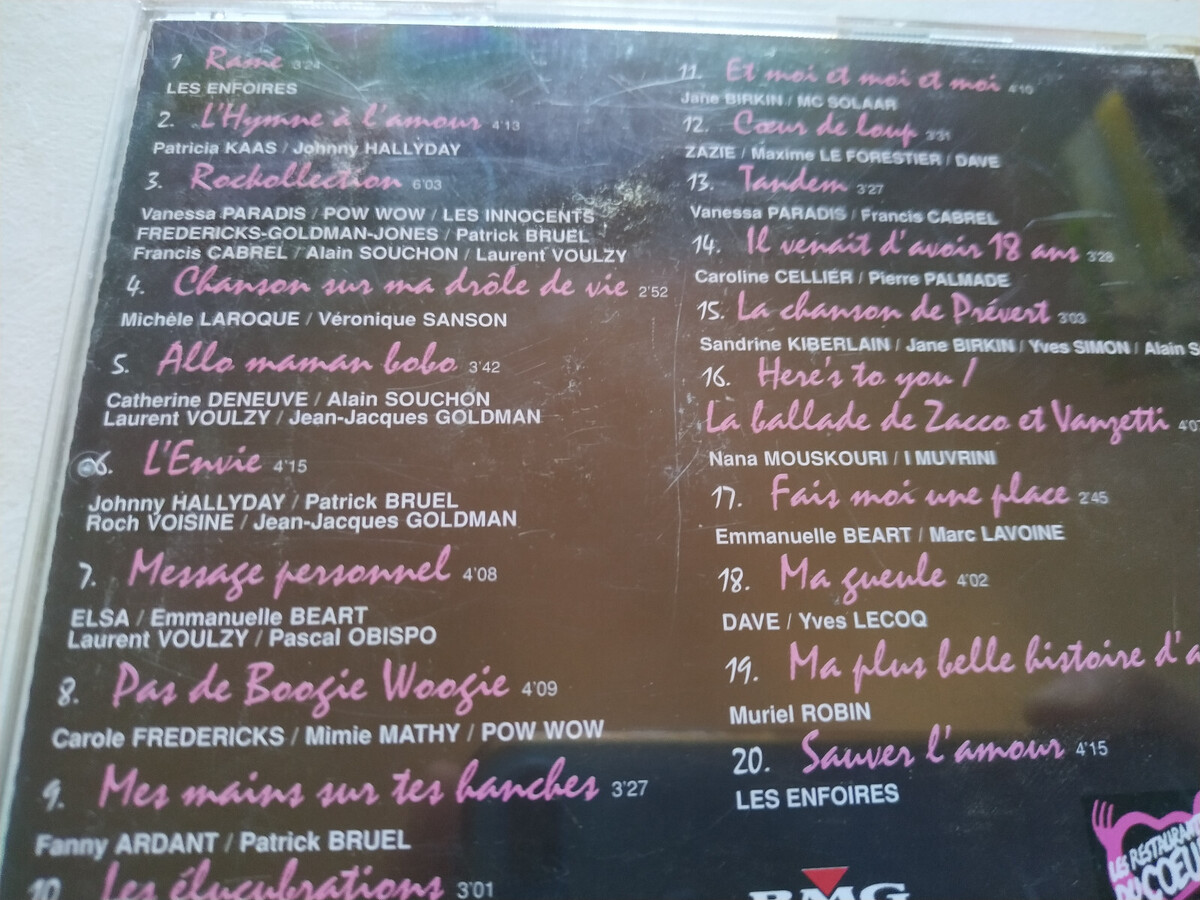 1 Rame 3'24
LES ENFOIRES
2. L'Hymne à l'amour 4'13
Patricia KAAS / Johnny HALLYDAY
3. Rockollection 6'03
Vanessa PARADIS / POW WOW / LES INNOCENTS
FREDERICKS-GOLDMAN-JONES / Patrick BRUEL
Francis CABREL / Alain SOUCHON / Laurent VOULZY
4. Chanson sur ma drôle de vie 2'52
Michèle LAROQUE / Véronique SANSON
5. Allo maman bobo 3'42
Catherine DENEUVE / Alain SOUCHON
Laurent VOULZY / Jean-Jacques GOLDMAN
6. L'Envie 4'15
Johnny HALLYDAY / Patrick BRUEL
Roch VOISINE / Jean-Jacques GOLDMAN
7. Message personnel 4'08
ELSA / Emmanuelle BEART
Laurent VOULZY / Pascal OBISPO
8. Pas de Boogie Woogie 4'09
Carole FREDERICKS / Mimie MATHY / POW WOW
9. Mes mains sur tes hanches 3'27
Fanny ARDANT / Patrick BRUEL
10. Les élucubrations 3'01
11. Et moi et moi et moi 4'10
Jane BIRKIN / MC SOLAAR
12. Cœur de loup 3'31
ZAZIE / Maxime LE FORESTIER / DAVE
13. Tandem 3'27
Vanessa PARADIS / Francis CABREL
14. Il venait d'avoir 18 ans 3'28
Caroline CELLIER / Pierre PALMADE
15. La chanson de Prévert 3'03
Sandrine KIBERLAIN / Jane BIRKIN / Yves SIMON / Alain
16. Here's to you /
La ballade de Zacco et Vanzetti 4'07
Nana MOUSKOURI / I MUVRINI
17. Fais moi une place 2'45
Emmanuelle BEART / Marc LAVOINE
18. Ma gueule 4'02
DAVE / Yves LECOQ
19. Ma plus belle histoire d'a
Muriel ROBIN
20. Sauver l'amour 4'15
LES ENFOIRES
BMG
LES RESTAURANTS
DU COEUR